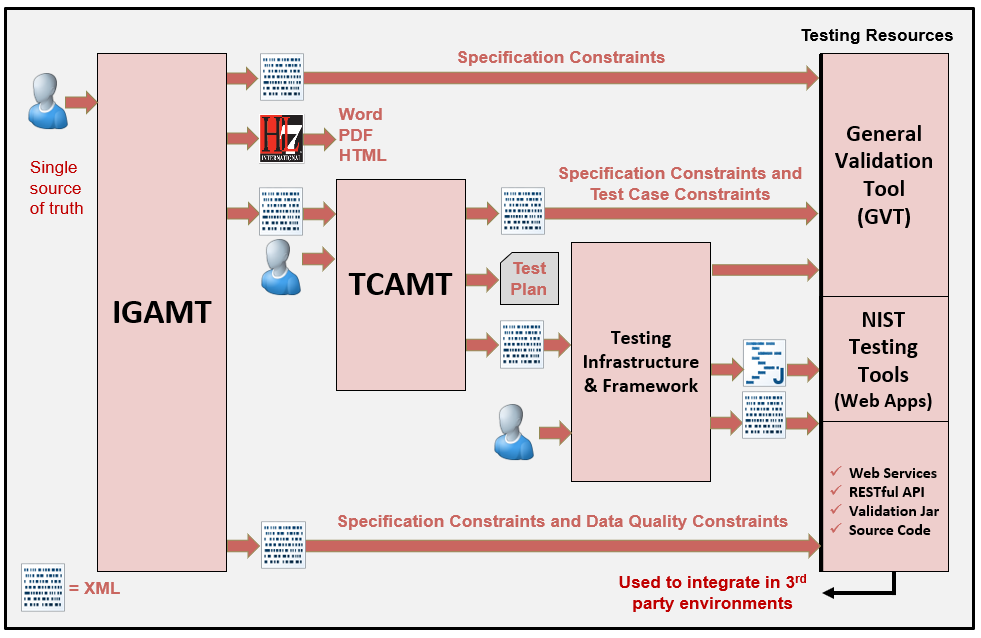 Testing Resources
Specification Constraints
Single
source
of truth
IGAMT
HL7
INTERNATIONAL
Word
PDF
HTML
Specification Constraints and
Test Case Constraints
TCAMT
Test
Plan
Testing
Infrastructure
& Framework
J
General
Validation
Tool
(GVT)
NIST
Testing
Tools
(Web Apps)
✓ Web Services
✓ RESTful API
✓ Validation Jar
✓ Source Code
Specification Constraints and Data Quality Constraints
= XML
Used to integrate in 3rd
party environments